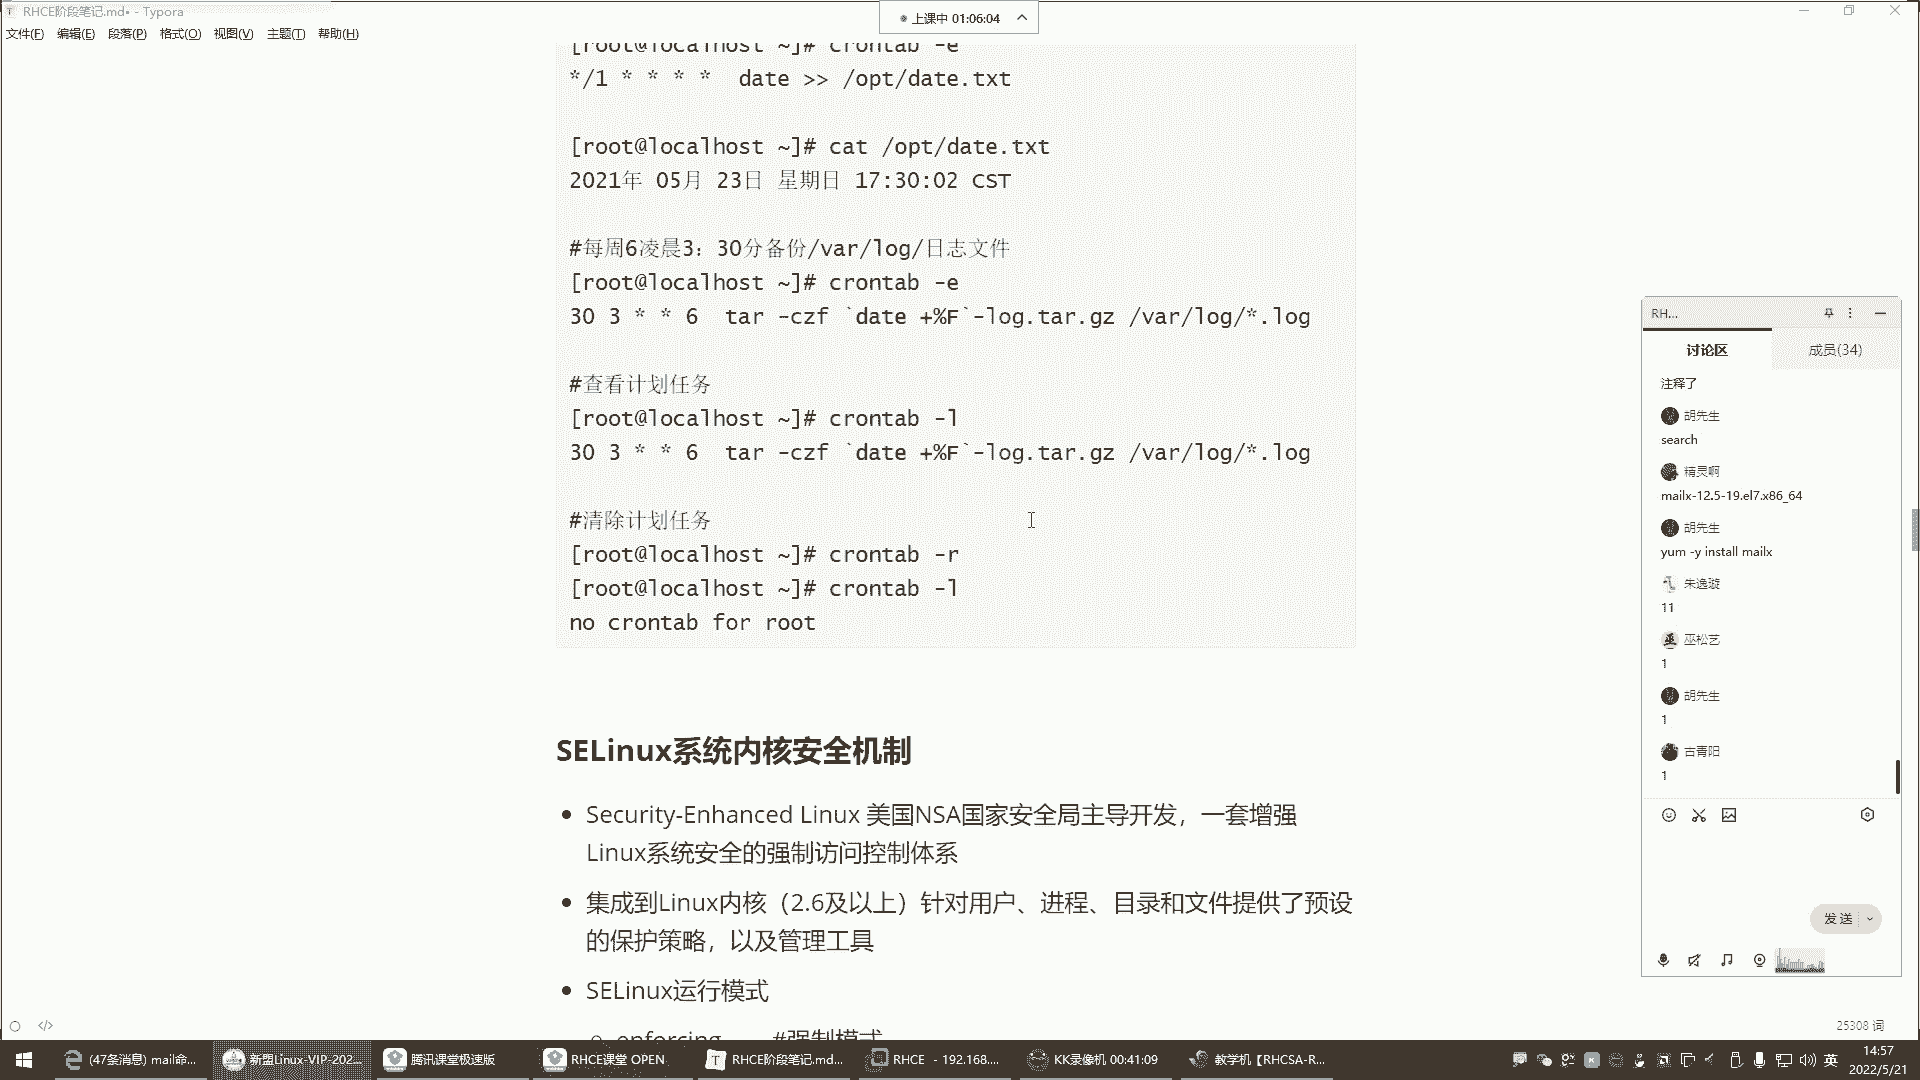 RHCE阶段笔记.md• - Typora
上课中 01:06:04
文件(F) 编辑(E) 段落(P) 格式(O) 视图(V) 主题(T) 帮助(H)
[root@localhost ~]# crontab -e
*/1 * * * *  date >> /opt/date.txt
[root@localhost ~]# cat /opt/date.txt
2021年 05月 23日 星期日 17:30:02 CST
#每周6凌晨3：30分备份/var/log/日志文件
[root@localhost ~]# crontab -e
30 3 * * 6  tar -czf `date +%F`-log.tar.gz /var/log/*.log
#查看计划任务
[root@localhost ~]# crontab -l
30 3 * * 6  tar -czf `date +%F`-log.tar.gz /var/log/*.log
#清除计划任务
[root@localhost ~]# crontab -r
[root@localhost ~]# crontab -l
no crontab for root
SELinux系统内核安全机制
• Security-Enhanced Linux 美国NSA国家安全局主导开发，一套增强
Linux系统安全的强制访问控制体系
• 集成到Linux内核（2.6及以上）针对用户、进程、目录和文件提供了预设
的保护策略，以及管理工具
• SELinux运行模式
enforcing #强制模式
RH...
讨论区 成员(34)
注释了
胡先生
search
精灵啊
mailx-12.5-19.el7.x86_64
胡先生
yum -y install mailx
朱逸璇
11
巫松艺
1
胡先生
1
古青阳
1
发送
25308 词
(47条消息) mail命...
新盟Linux-VIP-202...
腾讯课堂极速版
RHCE课堂 OPEN
RHCE阶段笔记.md...
RHCE - 192.168....
KK录像机 00:41:09
教学机【RHCSA-R...
英
14:57
2022/5/21